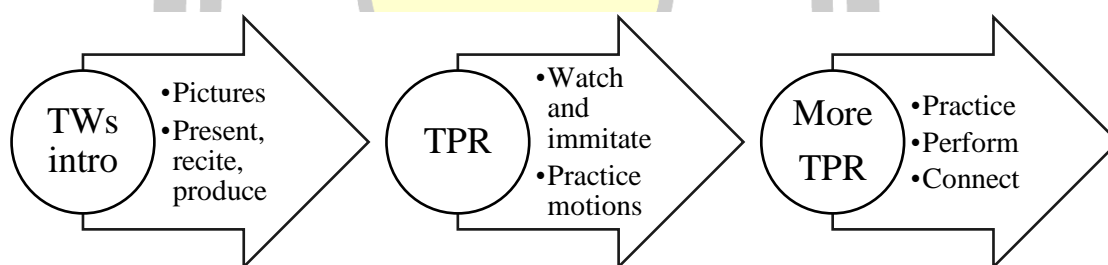 TWs
intro
•Pictures
•Present,
recite,
produce
TPR
•Watch
and
immitate
•Practice
motions
More
TPR
•Practice
•Perform
•Connect